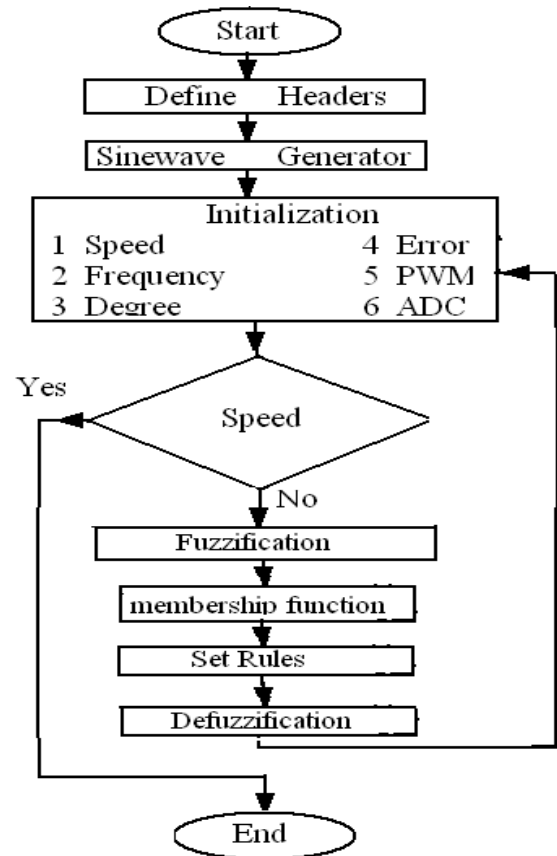 Start
Define Headers
Sinewave Generator
Initialization
1 Speed 4 Error
2 Frequency 5 PWM
3 Degree 6 ADC
Yes
Speed
No
Fuzzification
membership function
Set Rules
Defuzzification
End